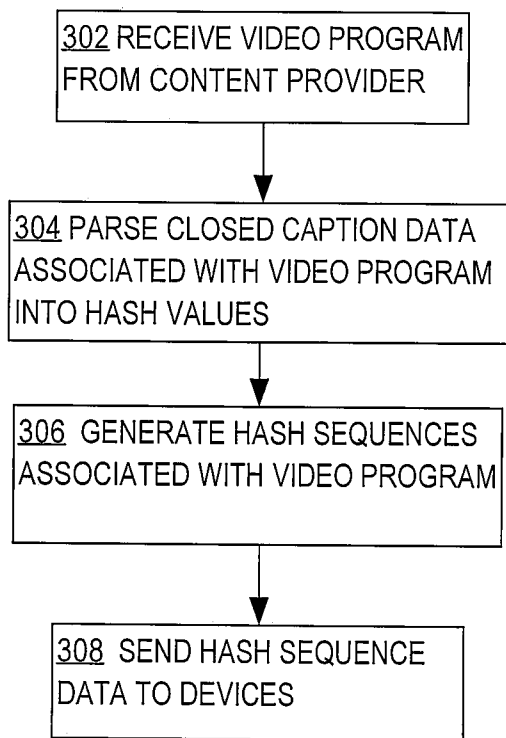 302 RECEIVE VIDEO PROGRAM
FROM CONTENT PROVIDER
304 PARSE CLOSED CAPTION DATA
ASSOCIATED WITH VIDEO PROGRAM
INTO HASH VALUES
306 GENERATE HASH SEQUENCES
ASSOCIATED WITH VIDEO PROGRAM
308 SEND HASH SEQUENCE
DATA TO DEVICES